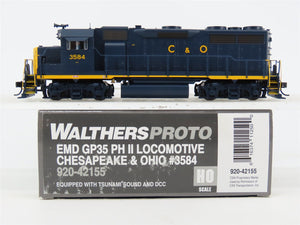 3584
C & O
WALTHERSPROTO
EMD GP35 PH II LOCOMOTIVE
CHESAPEAKE & OHIO #3584
920-42155
EQUIPPED WITH TSUNAMI SOUND AND DCC
HO
SCALE
920-42155